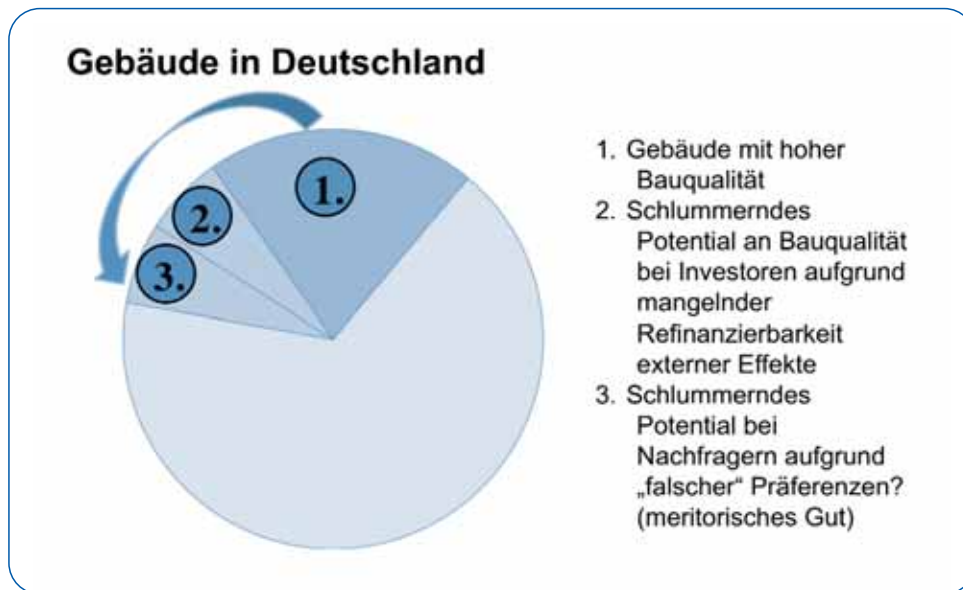 Gebäude in Deutschland
1.
2.
3.
1. Gebäude mit hoher
Bauqualität
2. Schlummerndes
Potential an Bauqualität
bei Investoren aufgrund
mangelnder
Refinanzierbarkeit
externer Effekte
3. Schlummerndes
Potential bei
Nachfragern aufgrund
„falscher“ Präferenzen?
(meritorisches Gut)